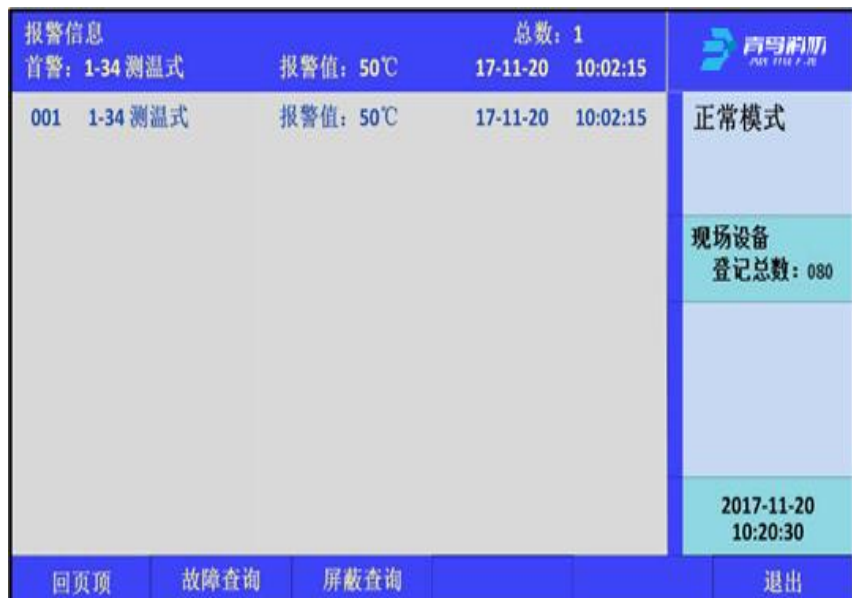 报警信息 总数：1
首警：1-34 测温式 报警值：50℃ 17-11-20 10:02:15
青鸟消防
001 1-34 测温式 报警值：50℃ 17-11-20 10:02:15
正常模式
现场设备
登记总数：080
2017-11-20
10:20:30
回页顶 故障查询 屏蔽查询 退出